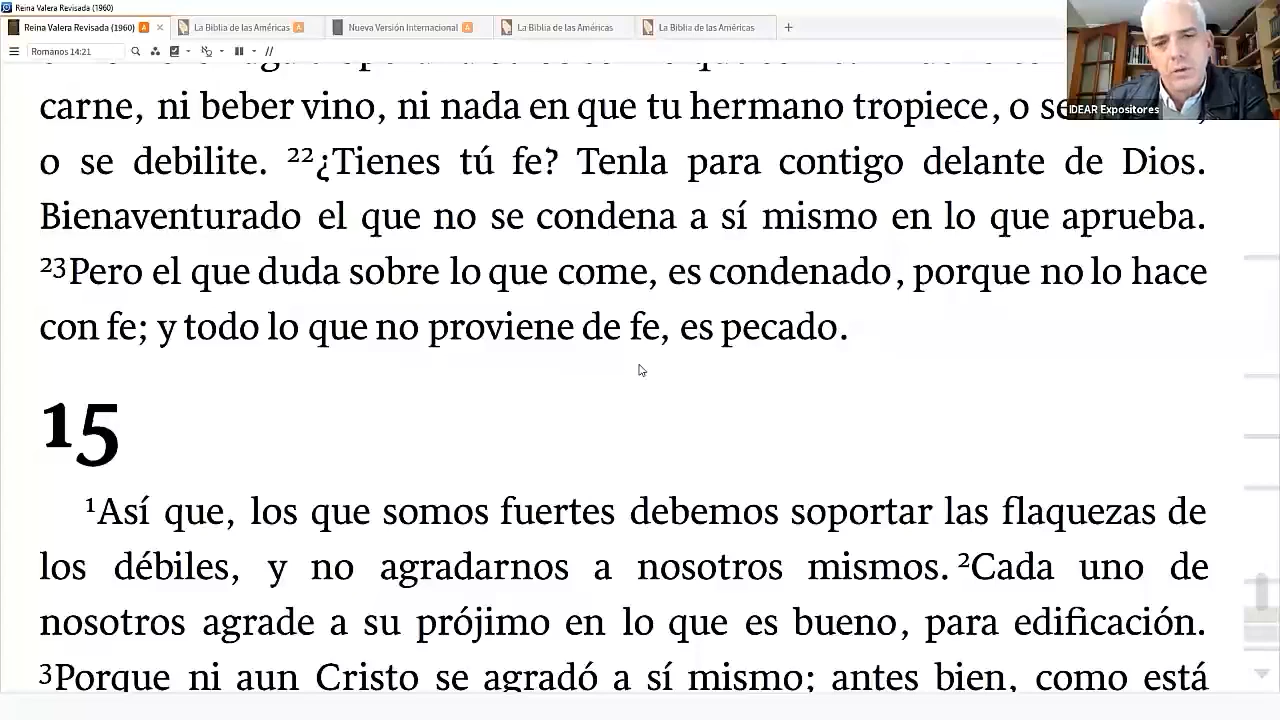 Reina Valera Revisada (1960)
Reina Valera Revisada (1960) A × La Biblia de las Américas A Nueva Versión Internacional A La Biblia de las Américas La Biblia de las Américas +
Romanos 14:21
carne, ni beber vino, ni nada en que tu hermano tropiece, o
o se debilite. ²²¿Tienes tú fe? Tenla para contigo delante de Dios.
Bienaventurado el que no se condena a sí mismo en lo que aprueba.
²³Pero el que duda sobre lo que come, es condenado, porque no lo hace
con fe; y todo lo que no proviene de fe, es pecado.
15
¹Así que, los que somos fuertes debemos soportar las flaquezas de
los débiles, y no agradarnos a nosotros mismos. ²Cada uno de
nosotros agrade a su prójimo en lo que es bueno, para edificación.
³Porque ni aun Cristo se agradó a sí mismo; antes bien, como está
IDEAR Expositores